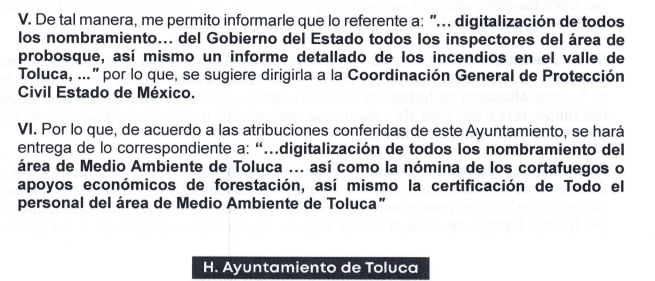 V. De tal manera, me permito informarle que lo referente a: "... digitalización de todos
los nombramiento... del Gobierno del Estado todos los inspectores del área de
probosque, así mismo un informe detallado de los incendios en el valle de
Toluca, ..." por lo que, se sugiere dirigirla a la Coordinación General de Protección
Civil Estado de México.
VI. Por lo que, de acuerdo a las atribuciones conferidas de este Ayuntamiento, se hará
entrega de lo correspondiente a: "...digitalización de todos los nombramiento del
área de Medio Ambiente de Toluca ... así como la nómina de los cortafuegos o
apoyos económicos de forestación, así mismo la certificación de Todo el
personal del área de Medio Ambiente de Toluca"
H. Ayuntamiento de Toluca